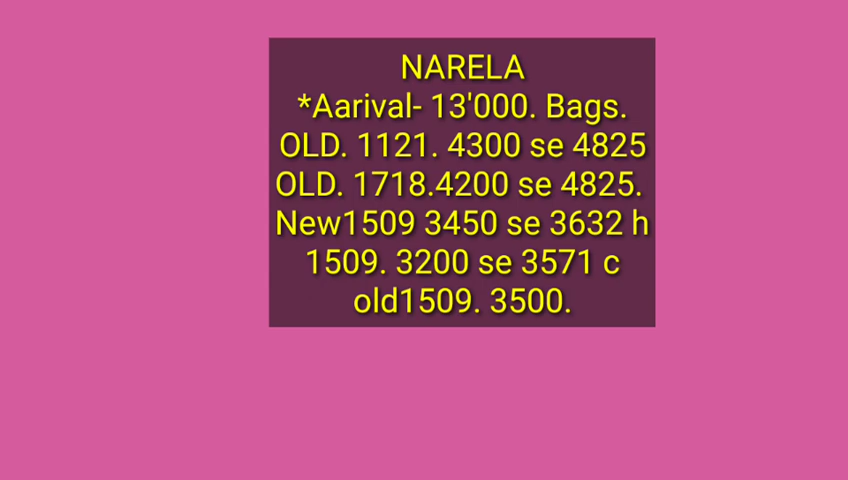 NARELA
*Aarival- 13'000. Bags.
OLD. 1121. 4300 se 4825
OLD. 1718.4200 se 4825.
New1509 3450 se 3632 h
1509. 3200 se 3571 c
old1509. 3500.